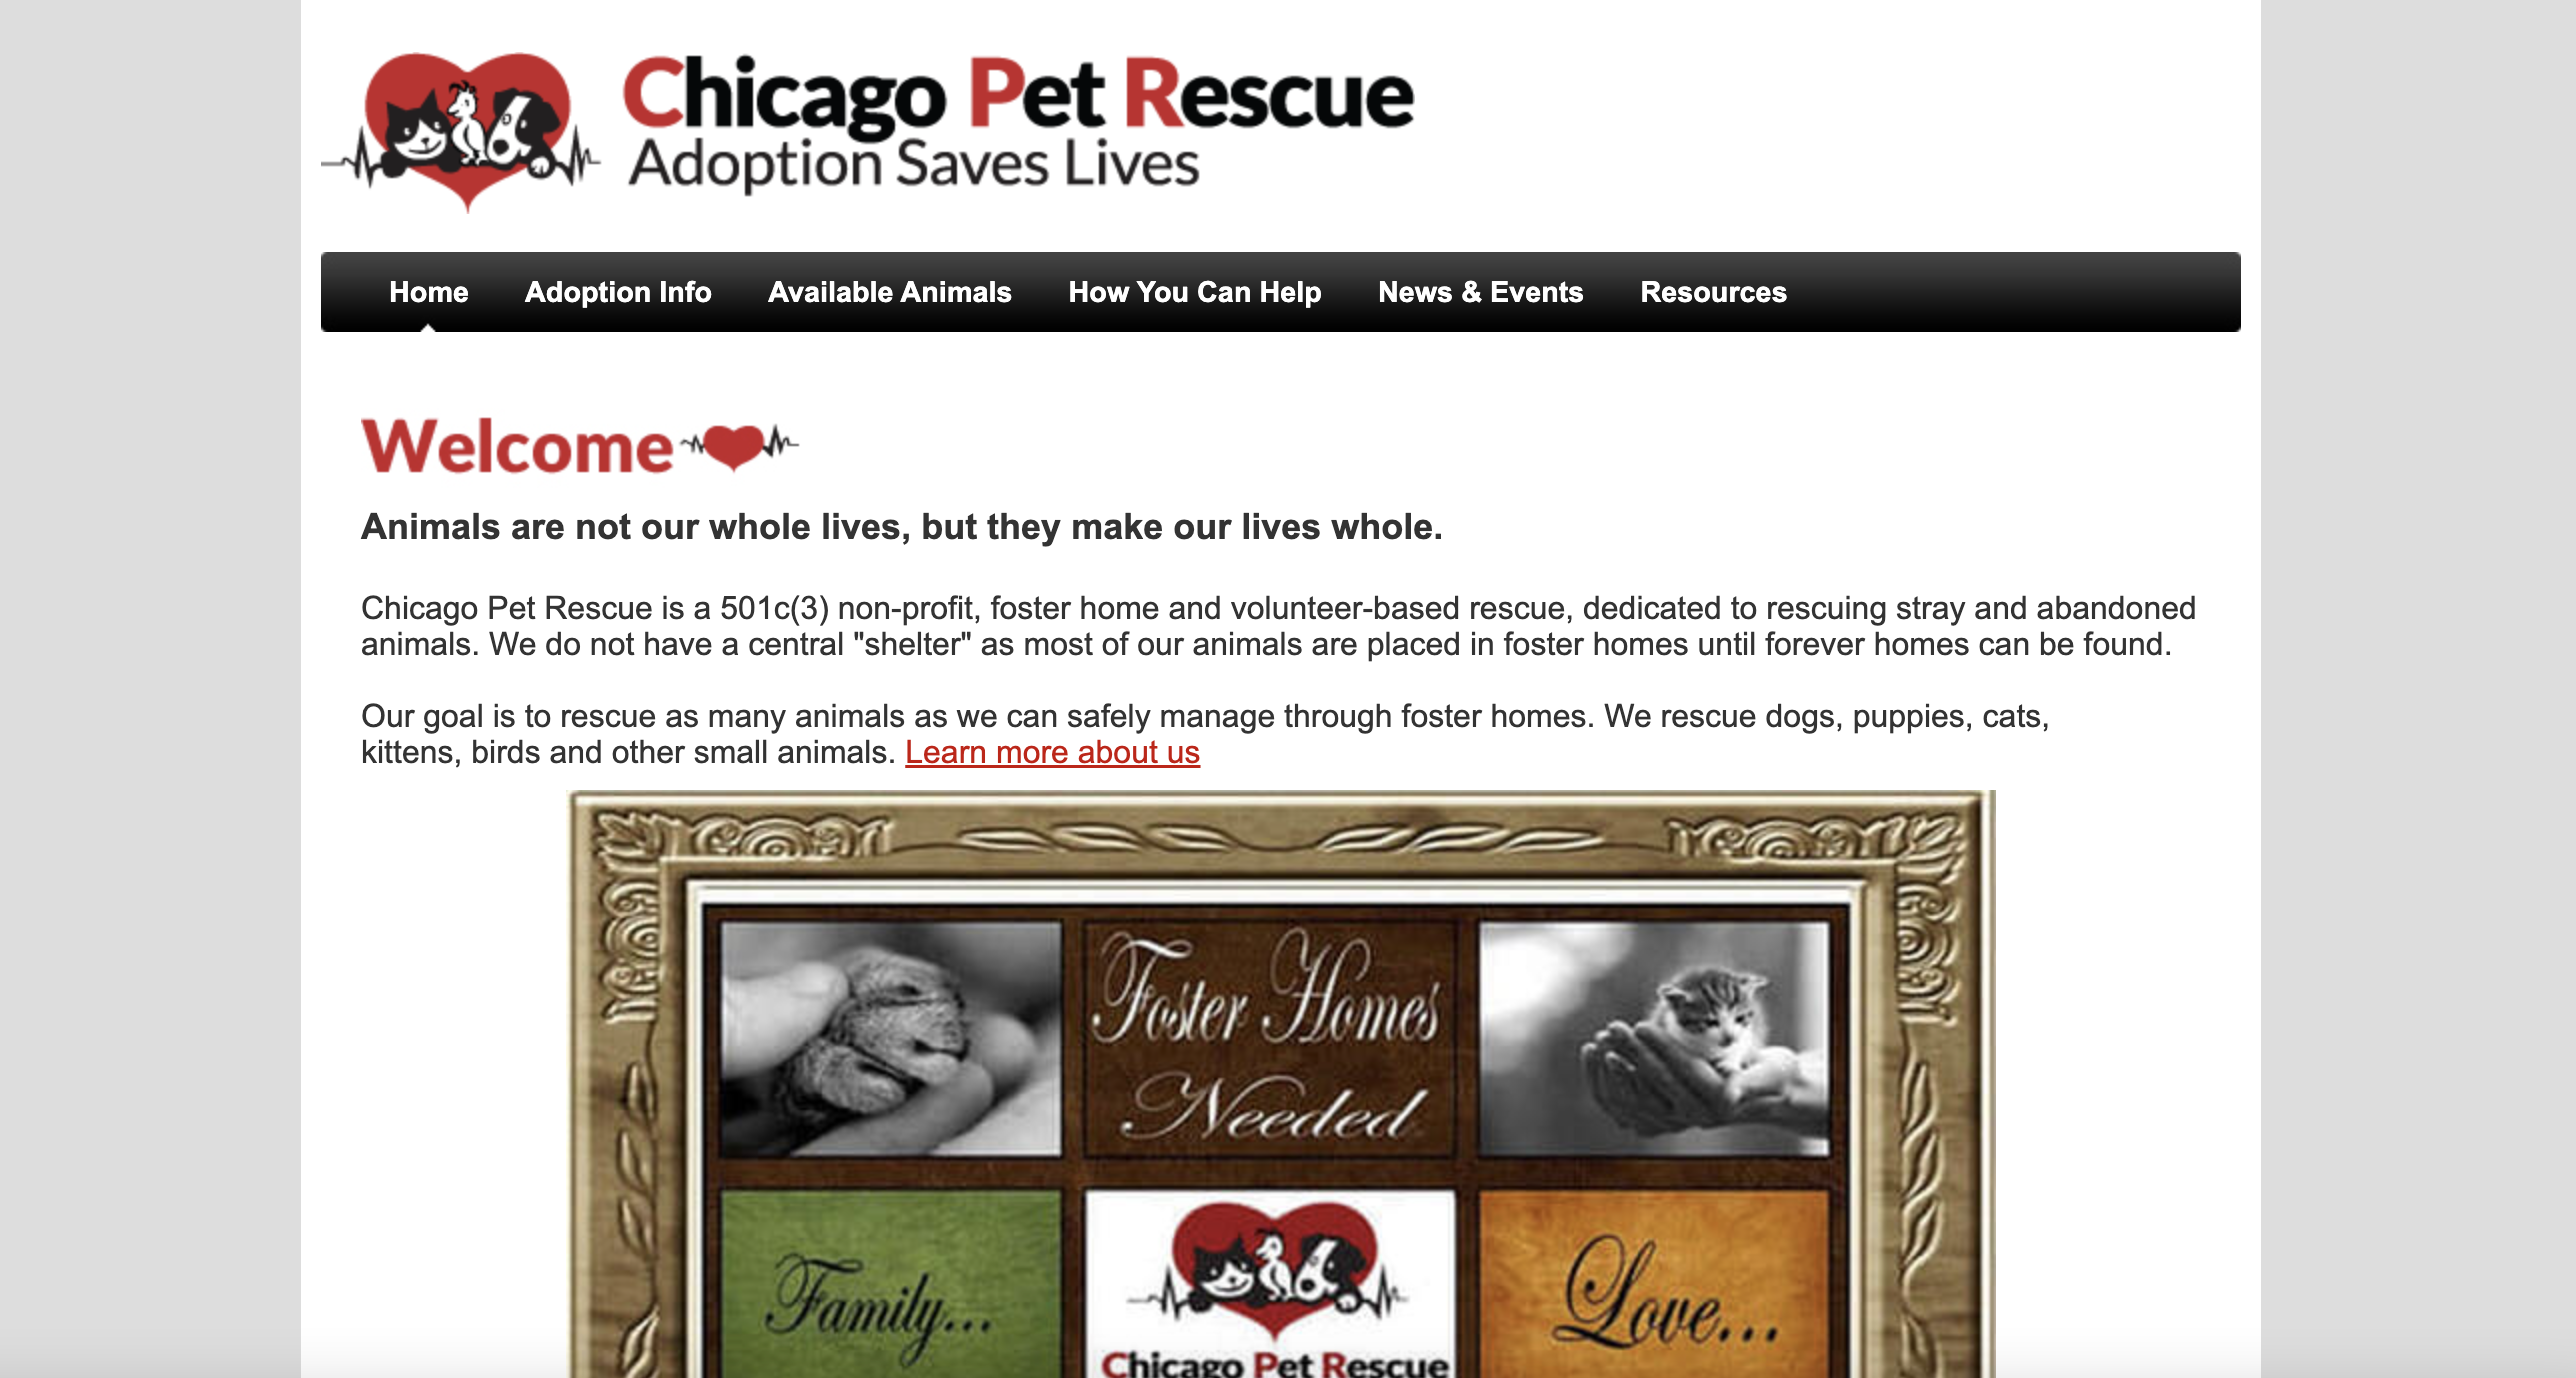 Chicago Pet Rescue
Adoption Saves Lives
Home Adoption Info Available Animals How You Can Help News & Events Resources
Welcome
Animals are not our whole lives, but they make our lives whole.
Chicago Pet Rescue is a 501c(3) non-profit, foster home and volunteer-based rescue, dedicated to rescuing stray and abandoned
animals. We do not have a central "shelter" as most of our animals are placed in foster homes until forever homes can be found.
Our goal is to rescue as many animals as we can safely manage through foster homes. We rescue dogs, puppies, cats,
kittens, birds and other small animals. Learn more about us
Foster Homes
Needed
Family...
Love...
Chicago Pet Rescue